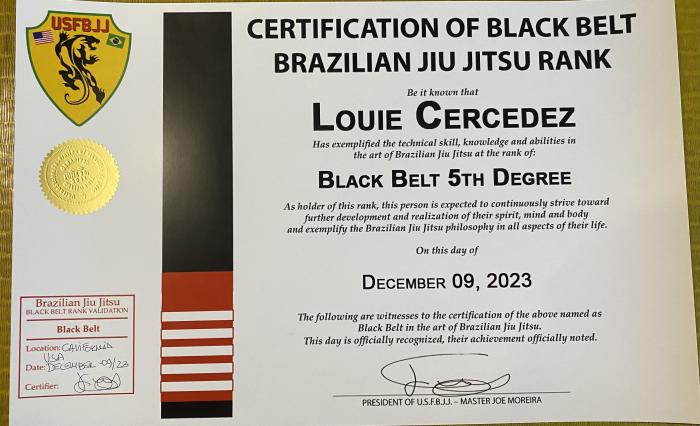 USFBJJ
CERTIFICATION OF BLACK BELT
BRAZILIAN JIU JITSU RANK
Be it known that
LOUIE CERCEDEZ
Has exemplified the technical skill, knowledge and abilities in
the art of Brazilian Jiu Jitsu at the rank of:
BLACK BELT 5TH DEGREE
As holder of this rank, this person is expected to continuously strive toward
further development and realization of their spirit, mind and body
and exemplify the Brazilian Jiu Jitsu philosophy in all aspects of their life.
On this day of
DECEMBER 09, 2023
The following are witnesses to the certification of the above named as
Black Belt in the art of Brazilian Jiu Jitsu.
This day is officially recognized, their achievement officially noted.
PRESIDENT OF U.S.F.B.J.J. – MASTER JOE MOREIRA
Brazilian Jiu Jitsu
BLACK BELT RANK VALIDATION
Black Belt
Location: CALIFORNIA
USA
Date: DECEMBER-09/23
Certifier: